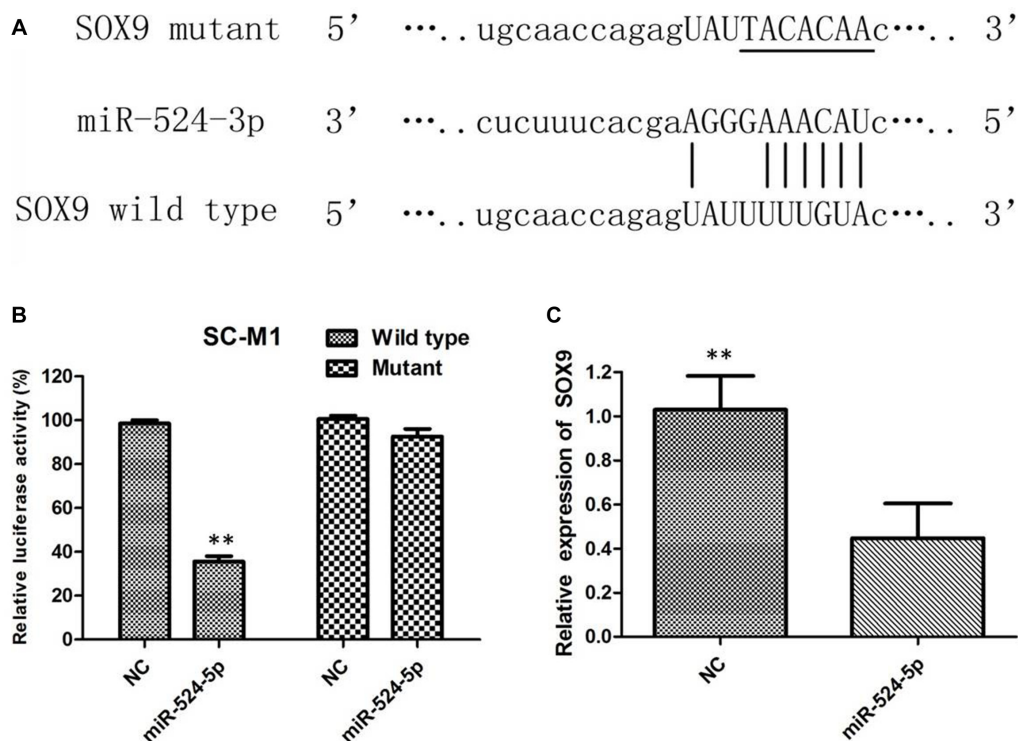 A
SOX9 mutant 5’ ⋯.. ugcaaccagagUAUTACACAAc⋯.. 3’
miR-524-3p 3’ ⋯.. cucuuucacgaAGGGAAACAUc⋯.. 5’
SOX9 wild type 5’ ⋯.. ugcaaccagagUAUUUUUGUAc⋯.. 3’
B
SC-M1
Wild type
Mutant
Relative luciferase activity (%)
120
100
80
60
40
20
0
**
NC
miR-524-5p
NC
miR-524-5p
C
Relative expression of SOX9
1.2
1.0
0.8
0.6
0.4
0.2
0.0
**
NC
miR-524-5p